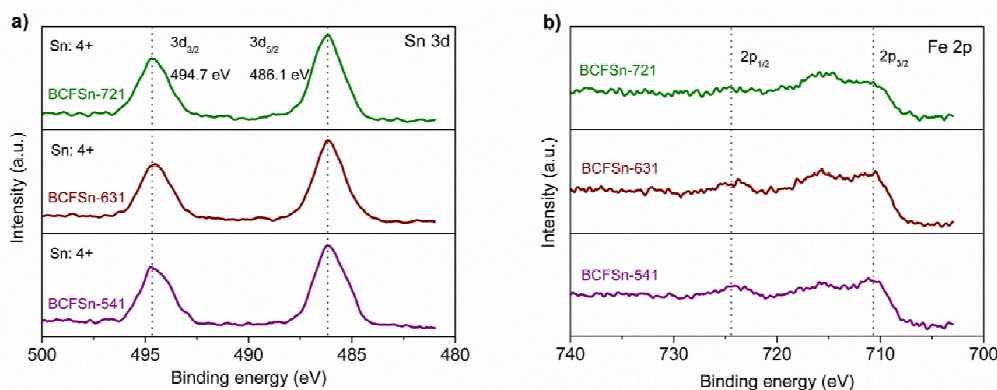 a)
Sn: 4+
3d3/2
3d5/2
Sn 3d
494.7 eV
486.1 eV
BCFSn-721
Sn: 4+
BCFSn-631
Sn: 4+
BCFSn-541
Intensity (a.u.)
500
495
490
485
480
Binding energy (eV)
b)
2p1/2
2p3/2
Fe 2p
BCFSn-721
BCFSn-631
BCFSn-541
Intensity (a.u.)
740
730
720
710
700
Binding energy (eV)